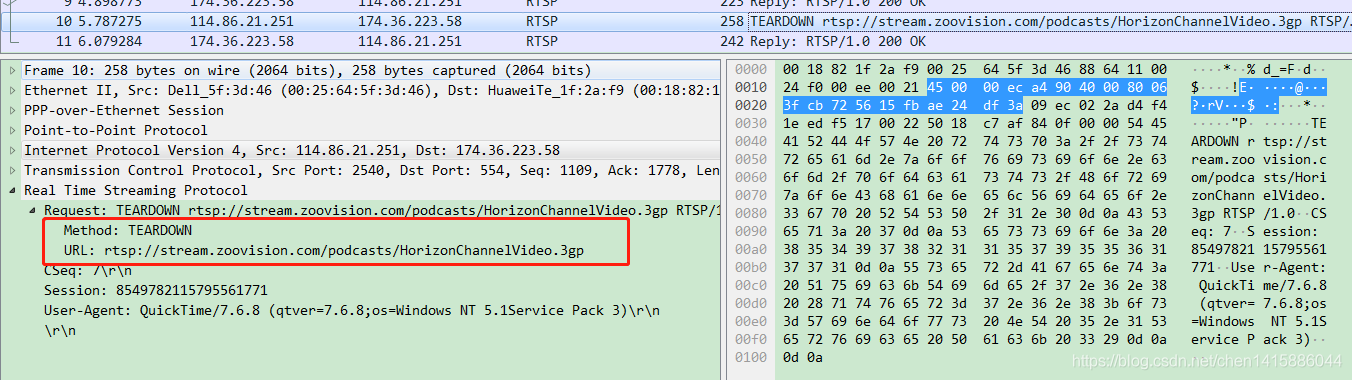 9 4.898773 174.36.223.58 114.86.21.251 RTSP 223 Reply: RTSP/1.0 200 OK
10 5.787275 114.86.21.251 174.36.223.58 RTSP 258 TEARDOWN rtsp://stream.zoovision.com/podcasts/HorizonChannelVideo.3gp RTSP/
11 6.079284 174.36.223.58 114.86.21.251 RTSP 242 Reply: RTSP/1.0 200 OK
Frame 10: 258 bytes on wire (2064 bits), 258 bytes captured (2064 bits)
Ethernet II, Src: Dell_5f:3d:46 (00:25:64:5f:3d:46), Dst: HuaweiTe_1f:2a:f9 (00:18:82:1
PPP-over-Ethernet Session
Point-to-Point Protocol
Internet Protocol Version 4, Src: 114.86.21.251, Dst: 174.36.223.58
Transmission Control Protocol, Src Port: 2540, Dst Port: 554, Seq: 1109, Ack: 1778, Len
Real Time Streaming Protocol
Request: TEARDOWN rtsp://stream.zoovision.com/podcasts/HorizonChannelVideo.3gp RTSP/1
Method: TEARDOWN
URL: rtsp://stream.zoovision.com/podcasts/HorizonChannelVideo.3gp
CSeq: 7\r\n
Session: 8549782115795561771
User-Agent: QuickTime/7.6.8 (qtver=7.6.8;os=Windows NT 5.1Service Pack 3)\r\n
\r\n
0000 00 18 82 1f 2a f9 00 25 64 5f 3d 46 88 64 11 00 ····*··% d_=F·d··
0010 24 f0 00 ee 00 21 45 00 00 ec a4 90 40 00 80 06 $····!E· ····@···
0020 3f cb 72 56 15 fb ae 24 df 3a 09 ec 02 2a d4 f4 ?·rV···$ ·:···*··
0030 1e ed f5 17 00 22 50 18 c7 af 84 0f 00 00 54 45 ·····"P· ······TE
0040 41 52 44 4f 57 4e 20 72 74 73 70 3a 2f 2f 73 74 ARDOWN r tsp://st
0050 72 65 61 6d 2e 7a 6f 6f 76 69 73 69 6f 6e 2e 63 ream.zoo vision.c
0060 6f 6d 2f 70 6f 64 63 61 73 74 73 2f 48 6f 72 69 om/podca sts/Hori
0070 7a 6f 6e 43 68 61 6e 6e 65 6c 56 69 64 65 6f 2e zonChann elVideo.
0080 33 67 70 20 52 54 53 50 2f 31 2e 30 0d 0a 43 53 3gp RTSP /1.0··CS
0090 65 71 3a 20 37 0d 0a 53 65 73 73 69 6f 6e 3a 20 eq: 7··S ession:
00a0 38 35 34 39 37 38 32 31 31 35 37 39 35 35 36 31 85497821 15795561
00b0 37 37 31 0d 0a 55 73 65 72 2d 41 67 65 6e 74 3a 771··Use r-Agent:
00c0 20 51 75 69 63 6b 54 69 6d 65 2f 37 2e 36 2e 38 QuickTi me/7.6.8
00d0 20 28 71 74 76 65 72 3d 37 2e 36 2e 38 3b 6f 73 (qtver= 7.6.8;os
00e0 3d 57 69 6e 64 6f 77 73 20 4e 54 20 35 2e 31 53 =Windows NT 5.1S
00f0 65 72 76 69 63 65 20 50 61 63 6b 20 33 29 0d 0a ervice P ack 3)··
0100 0d 0a
https://blog.csdn.net/chen1415886044